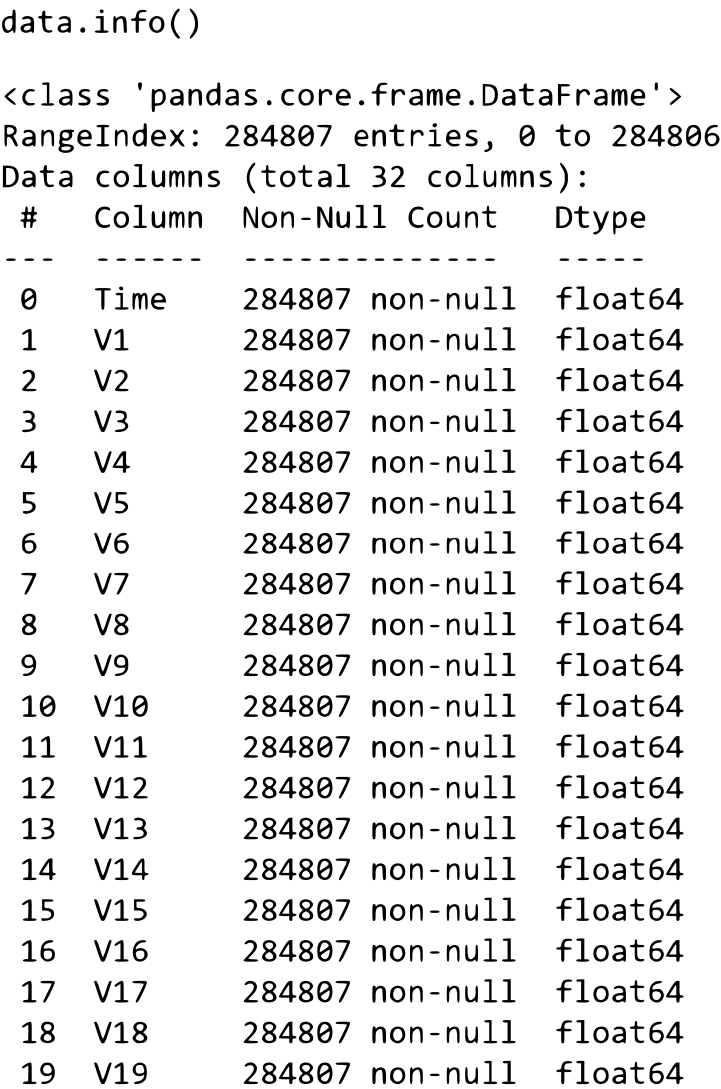 data.info()
<class 'pandas.core.frame.DataFrame'>
RangeIndex: 284807 entries, 0 to 284806
Data columns (total 32 columns):
 #   Column  Non-Null Count   Dtype
---  ------  --------------   -----
 0   Time    284807 non-null  float64
 1   V1      284807 non-null  float64
 2   V2      284807 non-null  float64
 3   V3      284807 non-null  float64
 4   V4      284807 non-null  float64
 5   V5      284807 non-null  float64
 6   V6      284807 non-null  float64
 7   V7      284807 non-null  float64
 8   V8      284807 non-null  float64
 9   V9      284807 non-null  float64
 10  V10     284807 non-null  float64
 11  V11     284807 non-null  float64
 12  V12     284807 non-null  float64
 13  V13     284807 non-null  float64
 14  V14     284807 non-null  float64
 15  V15     284807 non-null  float64
 16  V16     284807 non-null  float64
 17  V17     284807 non-null  float64
 18  V18     284807 non-null  float64
 19  V19     284807 non-null  float64